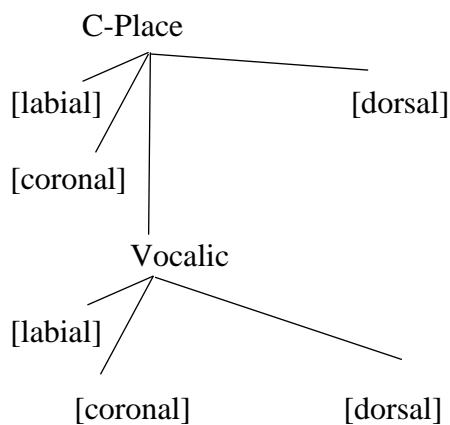 C-Place
[labial]
[dorsal]
[coronal]
Vocalic
[labial]
[coronal]
[dorsal]